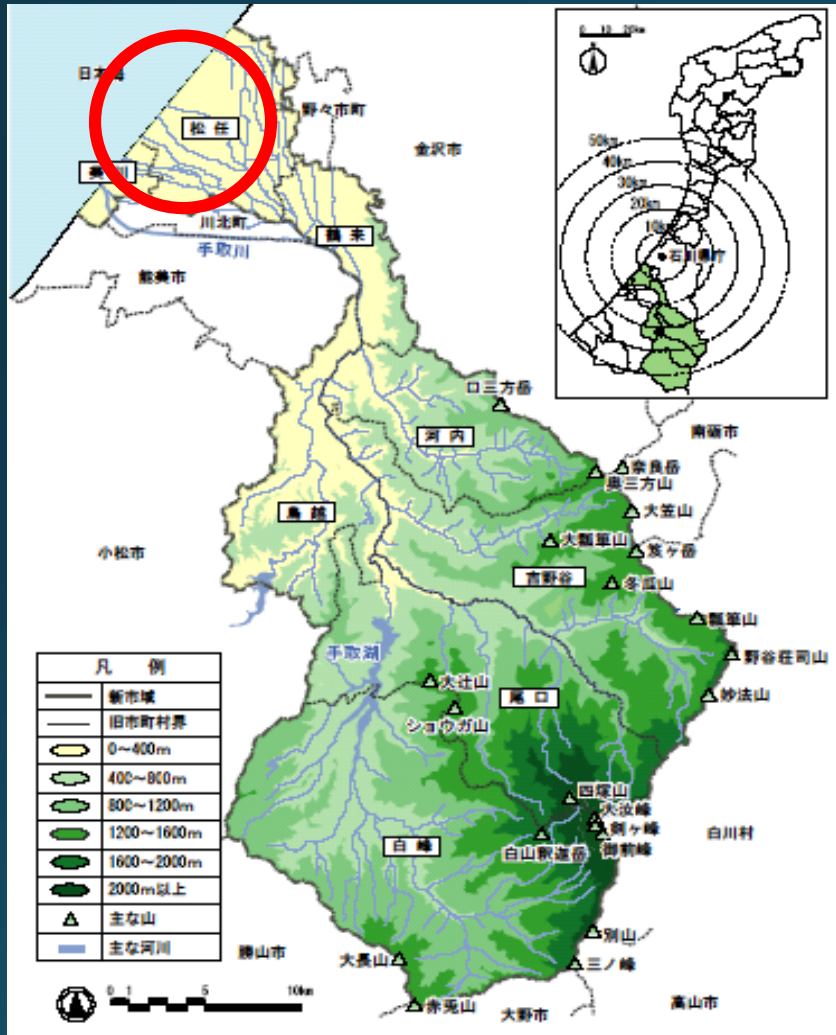 日本海
松任
野々市町
金沢市
美川
川北町
手取川
鶴来
能美市
0 10 20km
50km
40km
30km
20km
10km
石川県庁
口三方岳
河内
南砺市
奈良岳
奥三方山
大笠山
鳥越
大瓢箪山
笈ヶ岳
小松市
吉野谷
冬瓜山
瓢箪山
野谷荘司山
手取湖
大辻山
尾口
妙法山
ショウガ山
四塚山
大汝峰
剣ヶ峰
白川村
白峰
白山釈迦岳
御前峰
別山
勝山市
大長山
三ノ峰
赤兎山
大野市
高山市
凡例
新市域
旧市町村界
0～400m
400～800m
800～1200m
1200～1600m
1600～2000m
2000m以上
主な山
主な河川
0 1 5 10km